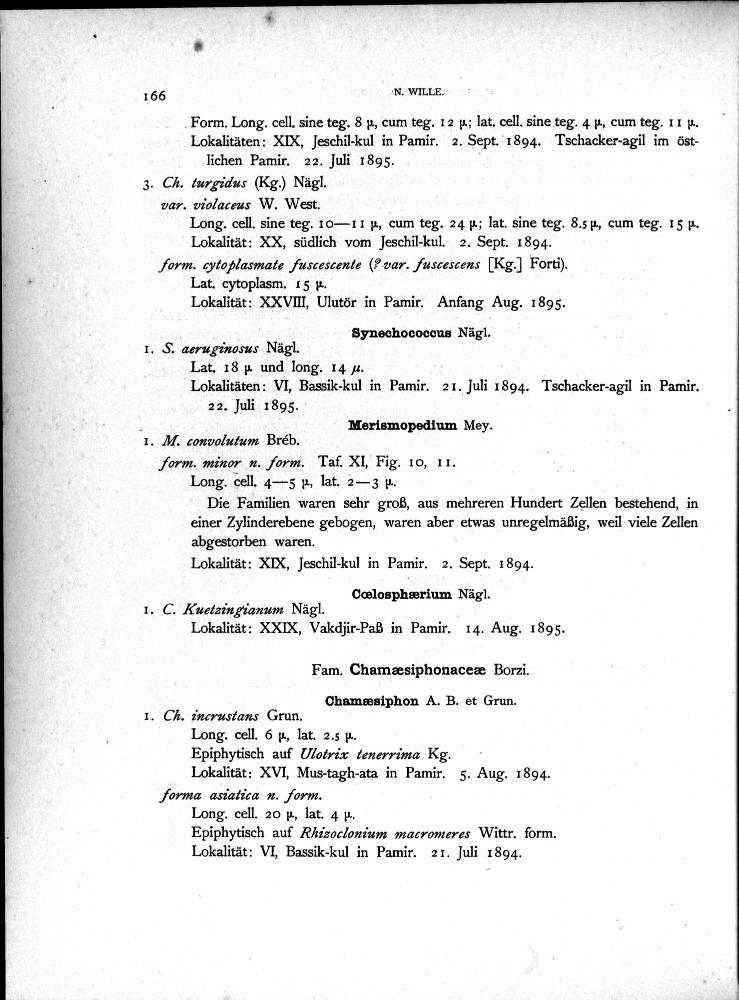 166
N. WILLE.
Form. Long. cell. sine teg. 8 μ, cum teg. 12 μ; lat. cell. sine teg. 4 μ, cum teg. 11 μ.
Lokalitäten: XIX, Jeschil-kul in Pamir. 2. Sept. 1894. Tschacker-agil im öst-
lichen Pamir. 22. Juli 1895.
3. Ch. turgidus (Kg.) Nägl.
var. violaceus W. West.
Long. cell. sine teg. 10—11 μ, cum teg. 24 μ; lat. sine teg. 8.5 μ, cum teg. 15 μ.
Lokalität: XX, südlich vom Jeschil-kul. 2. Sept. 1894.
form. cytoplasmate fuscescente (? var. fuscescens [Kg.] Forti).
Lat. cytoplasm. 15 μ.
Lokalität: XXVIII, Ulutör in Pamir. Anfang Aug. 1895.
Synechococcus Nägl.
1. S. aeruginosus Nägl.
Lat. 18 μ und long. 14 μ.
Lokalitäten: VI, Bassik-kul in Pamir. 21. Juli 1894. Tschacker-agil in Pamir.
22. Juli 1895.
Merismopedium Mey.
1. M. convolutum Bréb.
form. minor n. form. Taf. XI, Fig. 10, 11.
Long. cell. 4—5 μ, lat. 2—3 μ.
Die Familien waren sehr groß, aus mehreren Hundert Zellen bestehend, in
einer Zylinderebene gebogen, waren aber etwas unregelmäßig, weil viele Zellen
abgestorben waren.
Lokalität: XIX, Jeschil-kul in Pamir. 2. Sept. 1894.
Cœlosphærium Nägl.
1. C. Kuetzingianum Nägl.
Lokalität: XXIX, Vakdjir-Paß in Pamir. 14. Aug. 1895.
Fam. Chamæsiphonaceæ Borzi.
Chamæsiphon A. B. et Grun.
1. Ch. incrustans Grun.
Long. cell. 6 μ, lat. 2.5 μ.
Epiphytisch auf Ulotrix tenerrima Kg.
Lokalität: XVI, Mus-tagh-ata in Pamir. 5. Aug. 1894.
forma asiatica n. form.
Long. cell. 20 μ, lat. 4 μ.
Epiphytisch auf Rhizoclonium macromeres Wittr. form.
Lokalität: VI, Bassik-kul in Pamir. 21. Juli 1894.